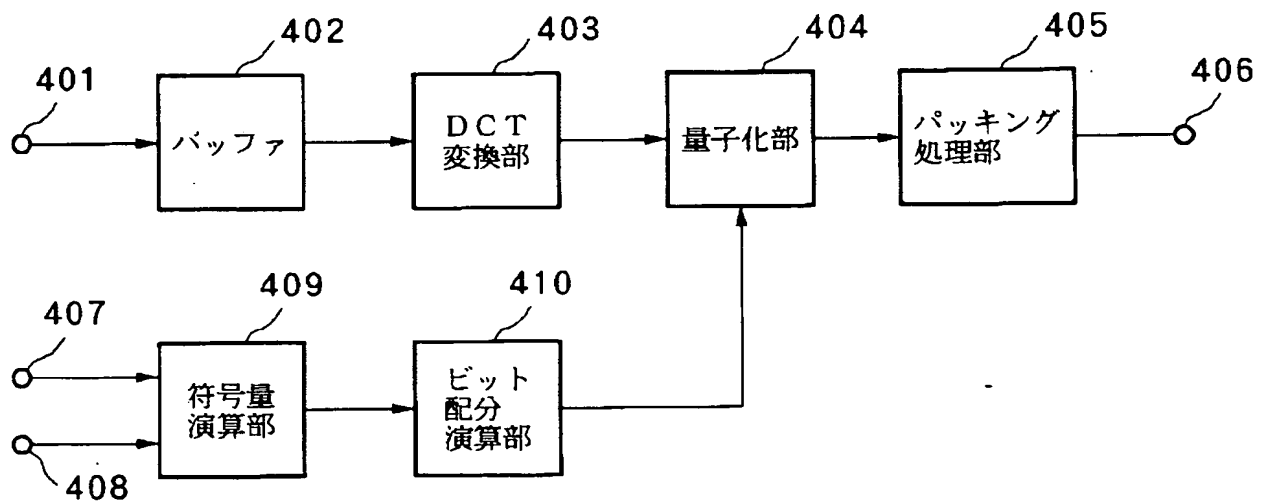 402
403
404
405
401
406
バッファ
DCT
変換部
量子化部
パッキング
処理部
407
409
410
符号量
演算部
ビット
配分
演算部
408